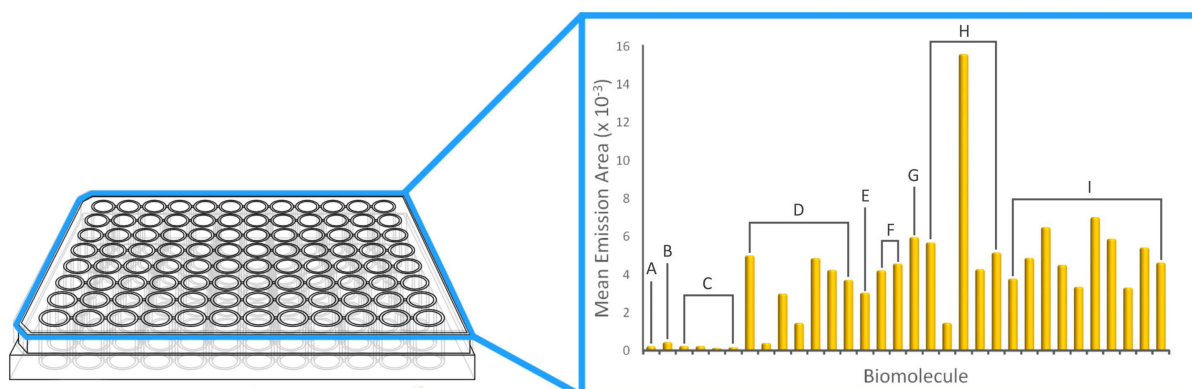 H
16
14
12
10
8
6
4
2
0
Mean Emission Area (x 10⁻³)
A
B
C
D
E
F
G
I
Biomolecule